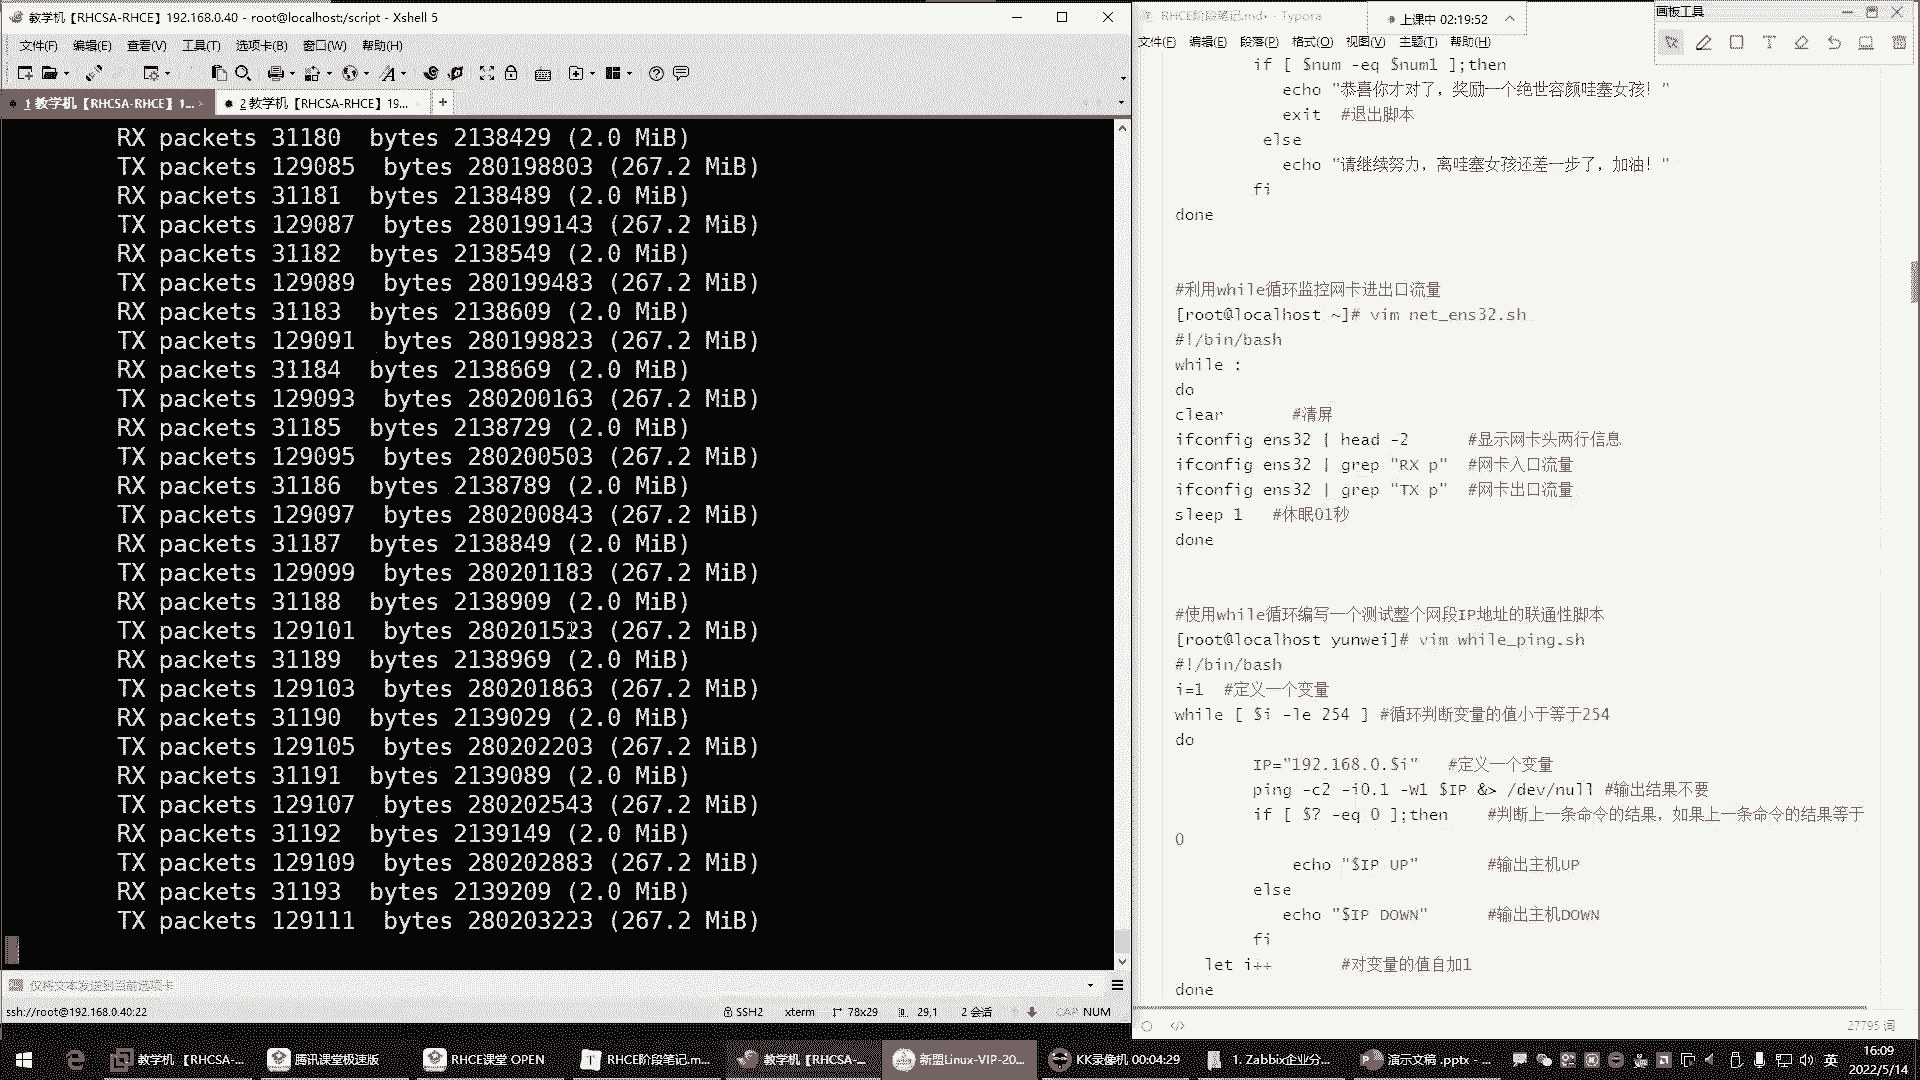 教学机【RHCSA-RHCE】192.168.0.40 - root@localhost:/script - Xshell 5
文件(F) 编辑(E) 查看(V) 工具(T) 选项卡(B) 窗口(W) 帮助(H)
1 教学机【RHCSA-RHCE】1...
2 教学机【RHCSA-RHCE】19...
RX packets 31180  bytes 2138429 (2.0 MiB)
TX packets 129085  bytes 280198803 (267.2 MiB)
RX packets 31181  bytes 2138489 (2.0 MiB)
TX packets 129087  bytes 280199143 (267.2 MiB)
RX packets 31182  bytes 2138549 (2.0 MiB)
TX packets 129089  bytes 280199483 (267.2 MiB)
RX packets 31183  bytes 2138609 (2.0 MiB)
TX packets 129091  bytes 280199823 (267.2 MiB)
RX packets 31184  bytes 2138669 (2.0 MiB)
TX packets 129093  bytes 280200163 (267.2 MiB)
RX packets 31185  bytes 2138729 (2.0 MiB)
TX packets 129095  bytes 280200503 (267.2 MiB)
RX packets 31186  bytes 2138789 (2.0 MiB)
TX packets 129097  bytes 280200843 (267.2 MiB)
RX packets 31187  bytes 2138849 (2.0 MiB)
TX packets 129099  bytes 280201183 (267.2 MiB)
RX packets 31188  bytes 2138909 (2.0 MiB)
TX packets 129101  bytes 280201523 (267.2 MiB)
RX packets 31189  bytes 2138969 (2.0 MiB)
TX packets 129103  bytes 280201863 (267.2 MiB)
RX packets 31190  bytes 2139029 (2.0 MiB)
TX packets 129105  bytes 280202203 (267.2 MiB)
RX packets 31191  bytes 2139089 (2.0 MiB)
TX packets 129107  bytes 280202543 (267.2 MiB)
RX packets 31192  bytes 2139149 (2.0 MiB)
TX packets 129109  bytes 280202883 (267.2 MiB)
RX packets 31193  bytes 2139209 (2.0 MiB)
TX packets 129111  bytes 280203223 (267.2 MiB)
仅将文本发送到当前选项卡
ssh://root@192.168.0.40:22 SSH2 xterm 78x29 29,1 2 会话 CAP NUM
RHCE阶段笔记.md• - Typora
上课中 02:19:52
画板工具
文件(F) 编辑(E) 段落(P) 格式(O) 视图(V) 主题(T) 帮助(H)
if [ $num -eq $num1 ];then
echo "恭喜你才对了，奖励一个绝世容颜哇塞女孩！"
exit  #退出脚本
else
echo "请继续努力，离哇塞女孩还差一步了，加油！"
fi
done
#利用while循环监控网卡进出口流量
[root@localhost ~]# vim net_ens32.sh
#!/bin/bash
while :
do
clear       #清屏
ifconfig ens32 | head -2      #显示网卡头两行信息
ifconfig ens32 | grep "RX p"  #网卡入口流量
ifconfig ens32 | grep "TX p"  #网卡出口流量
sleep 1   #休眠01秒
done
#使用while循环编写一个测试整个网段IP地址的联通性脚本
[root@localhost yunwei]# vim while_ping.sh
#!/bin/bash
i=1  #定义一个变量
while [ $i -le 254 ] #循环判断变量的值小于等于254
do
IP="192.168.0.$i"   #定义一个变量
ping -c2 -i0.1 -W1 $IP &> /dev/null #输出结果不要
if [ $? -eq 0 ];then    #判断上一条命令的结果，如果上一条命令的结果等于
0
echo "$IP UP"       #输出主机UP
else
echo "$IP DOWN"      #输出主机DOWN
fi
let i++       #对变量的值自加1
done
27795 词
教学机 【RHCSA-...
腾讯课堂极速版
RHCE课堂 OPEN
RHCE阶段笔记.m...
教学机【RHCSA-...
新盟Linux-VIP-20...
KK录像机 00:04:29
1. Zabbix企业分...
演示文稿 .pptx - ...
英
16:09
2022/5/14